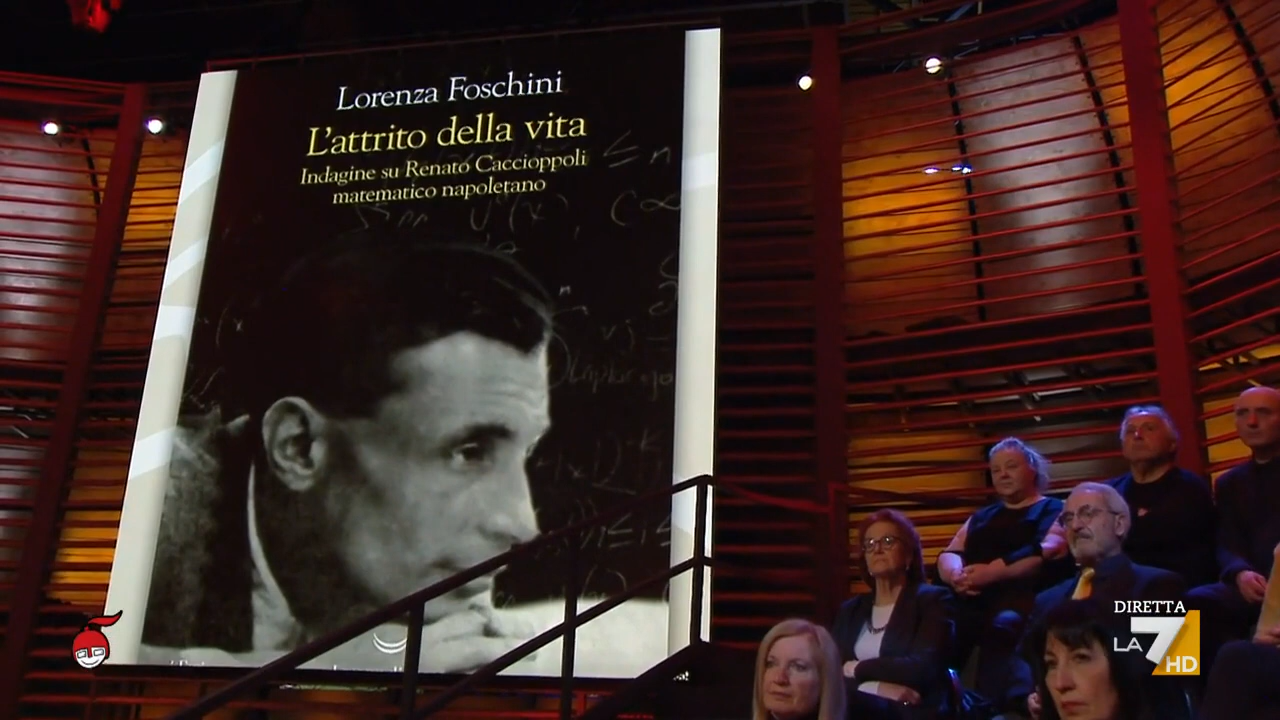 Lorenza Foschini
L'attrito della vita
Indagine su Renato Caccioppoli
matematico napoletano
DIRETTA
LA7
HD